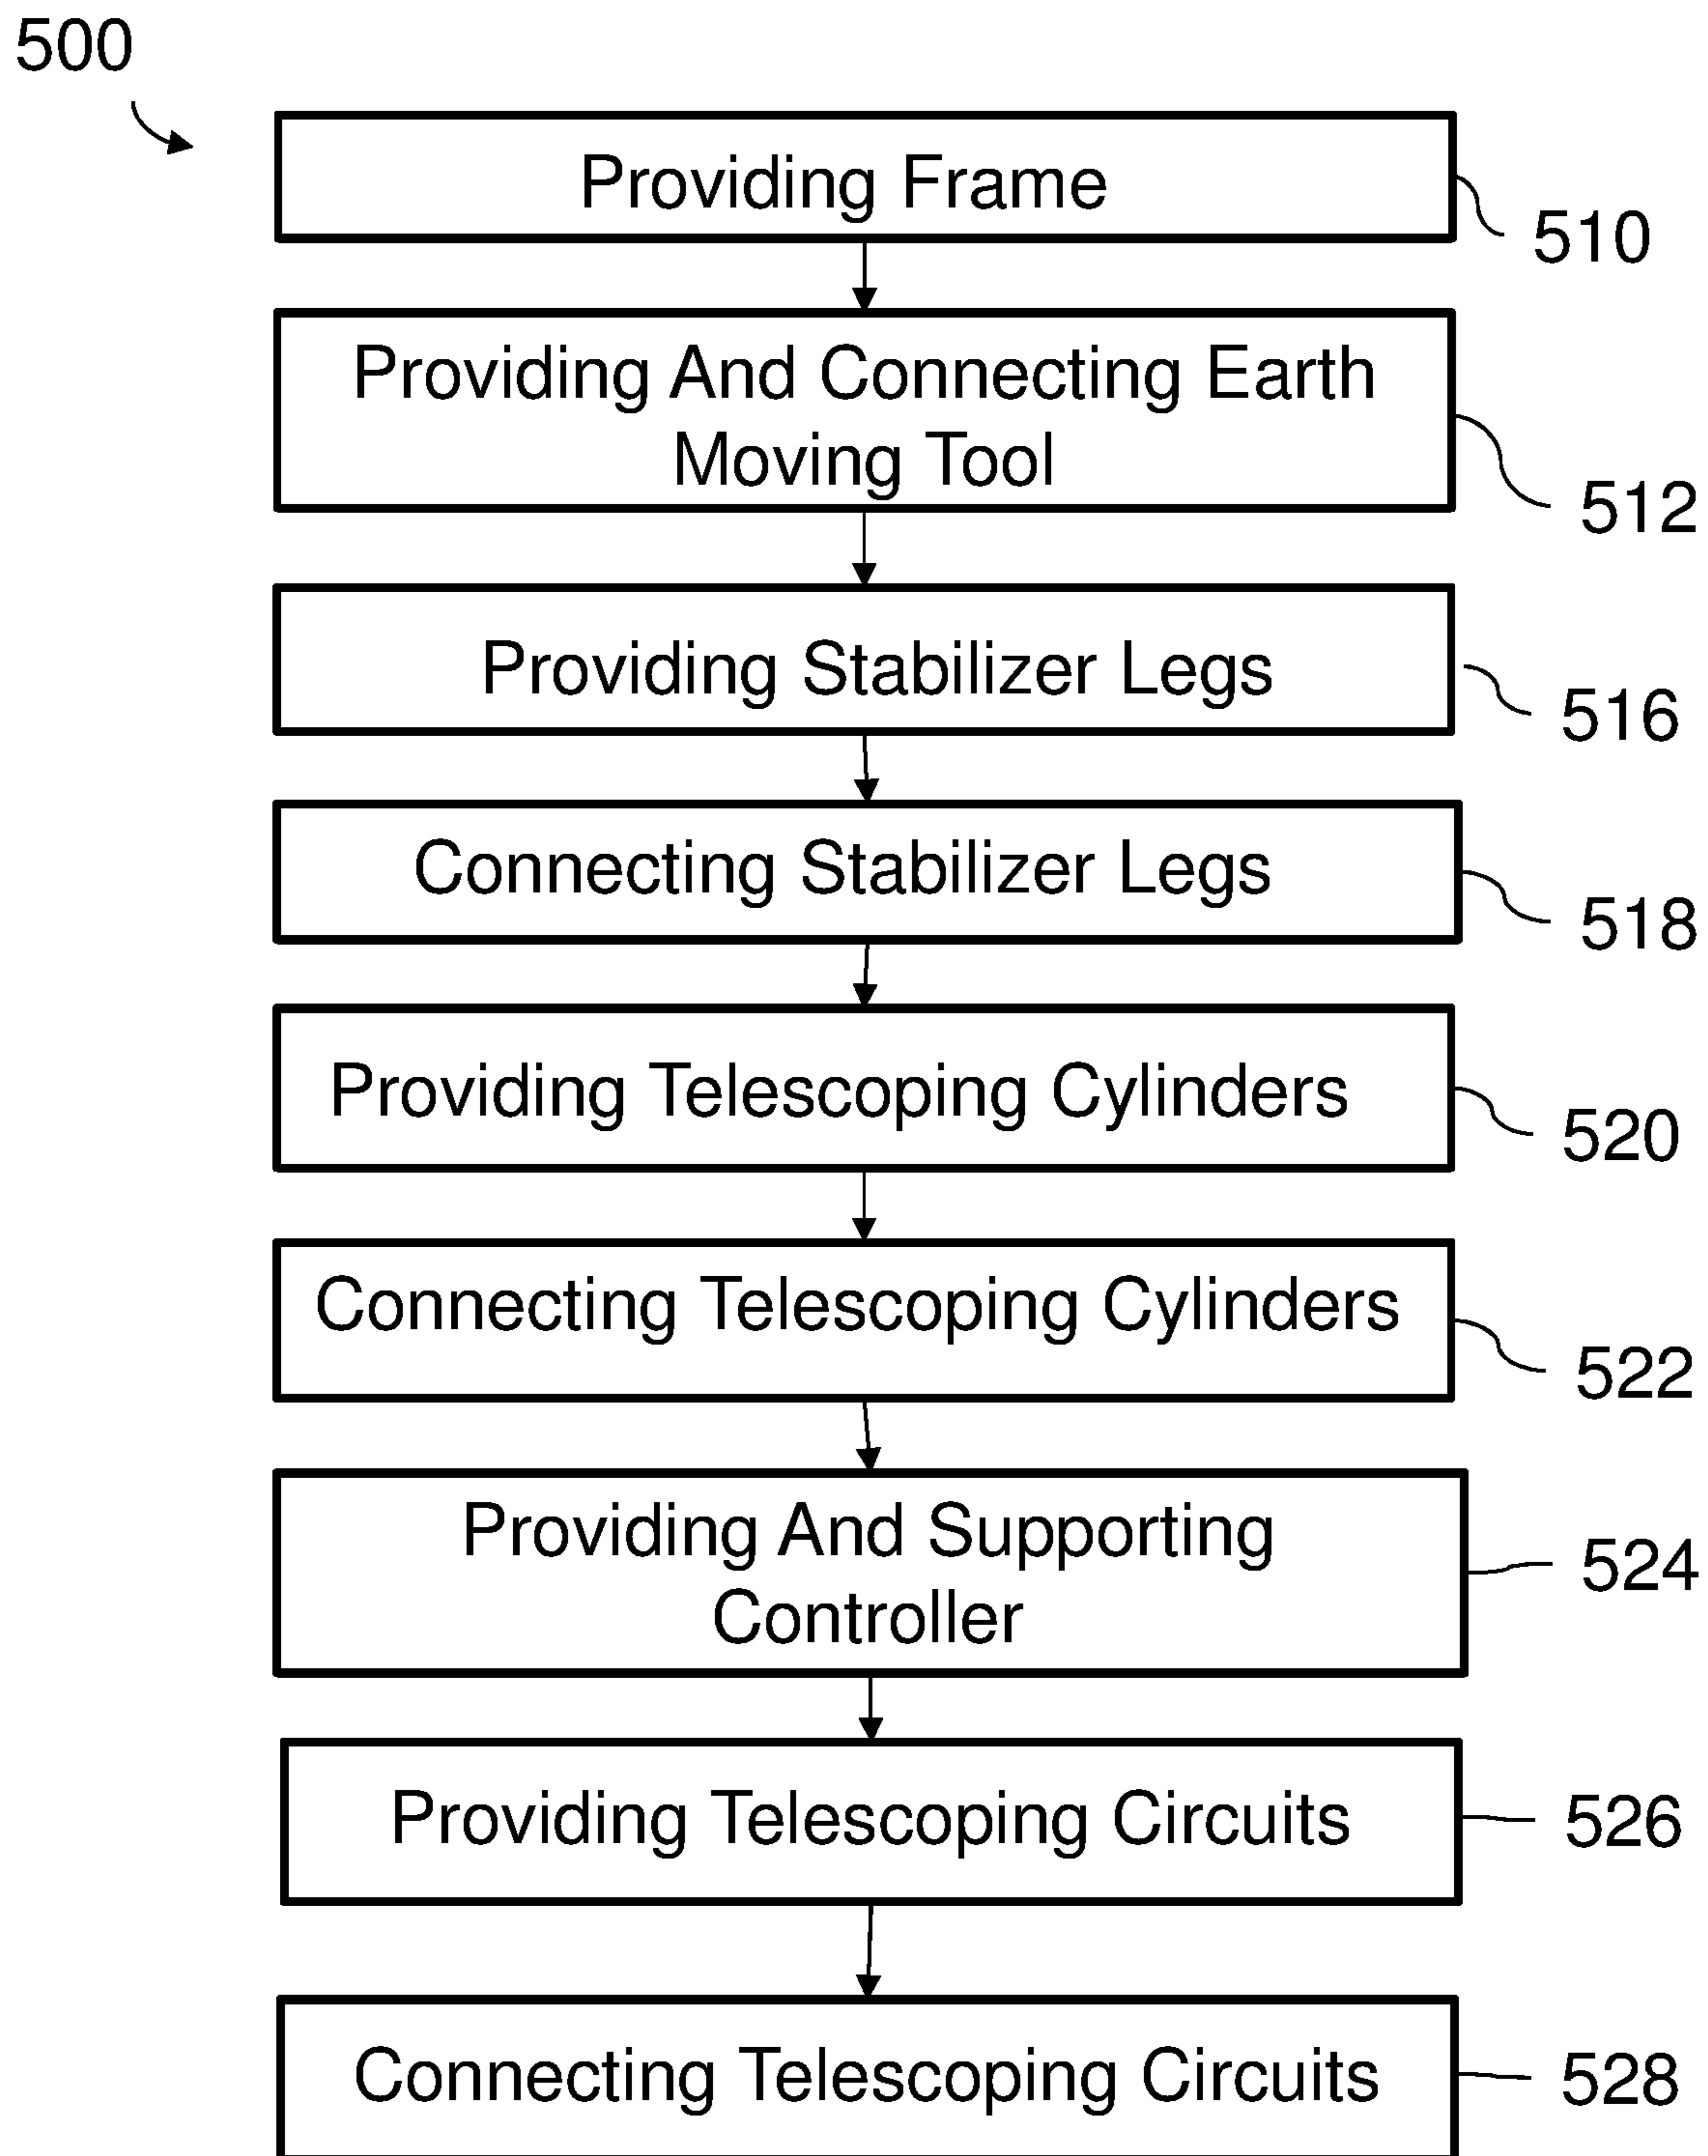 500
Providing Frame
510
Providing And Connecting Earth
Moving Tool
512
Providing Stabilizer Legs
516
Connecting Stabilizer Legs
518
Providing Telescoping Cylinders
520
Connecting Telescoping Cylinders
522
Providing And Supporting
Controller
524
Providing Telescoping Circuits
526
Connecting Telescoping Circuits
528